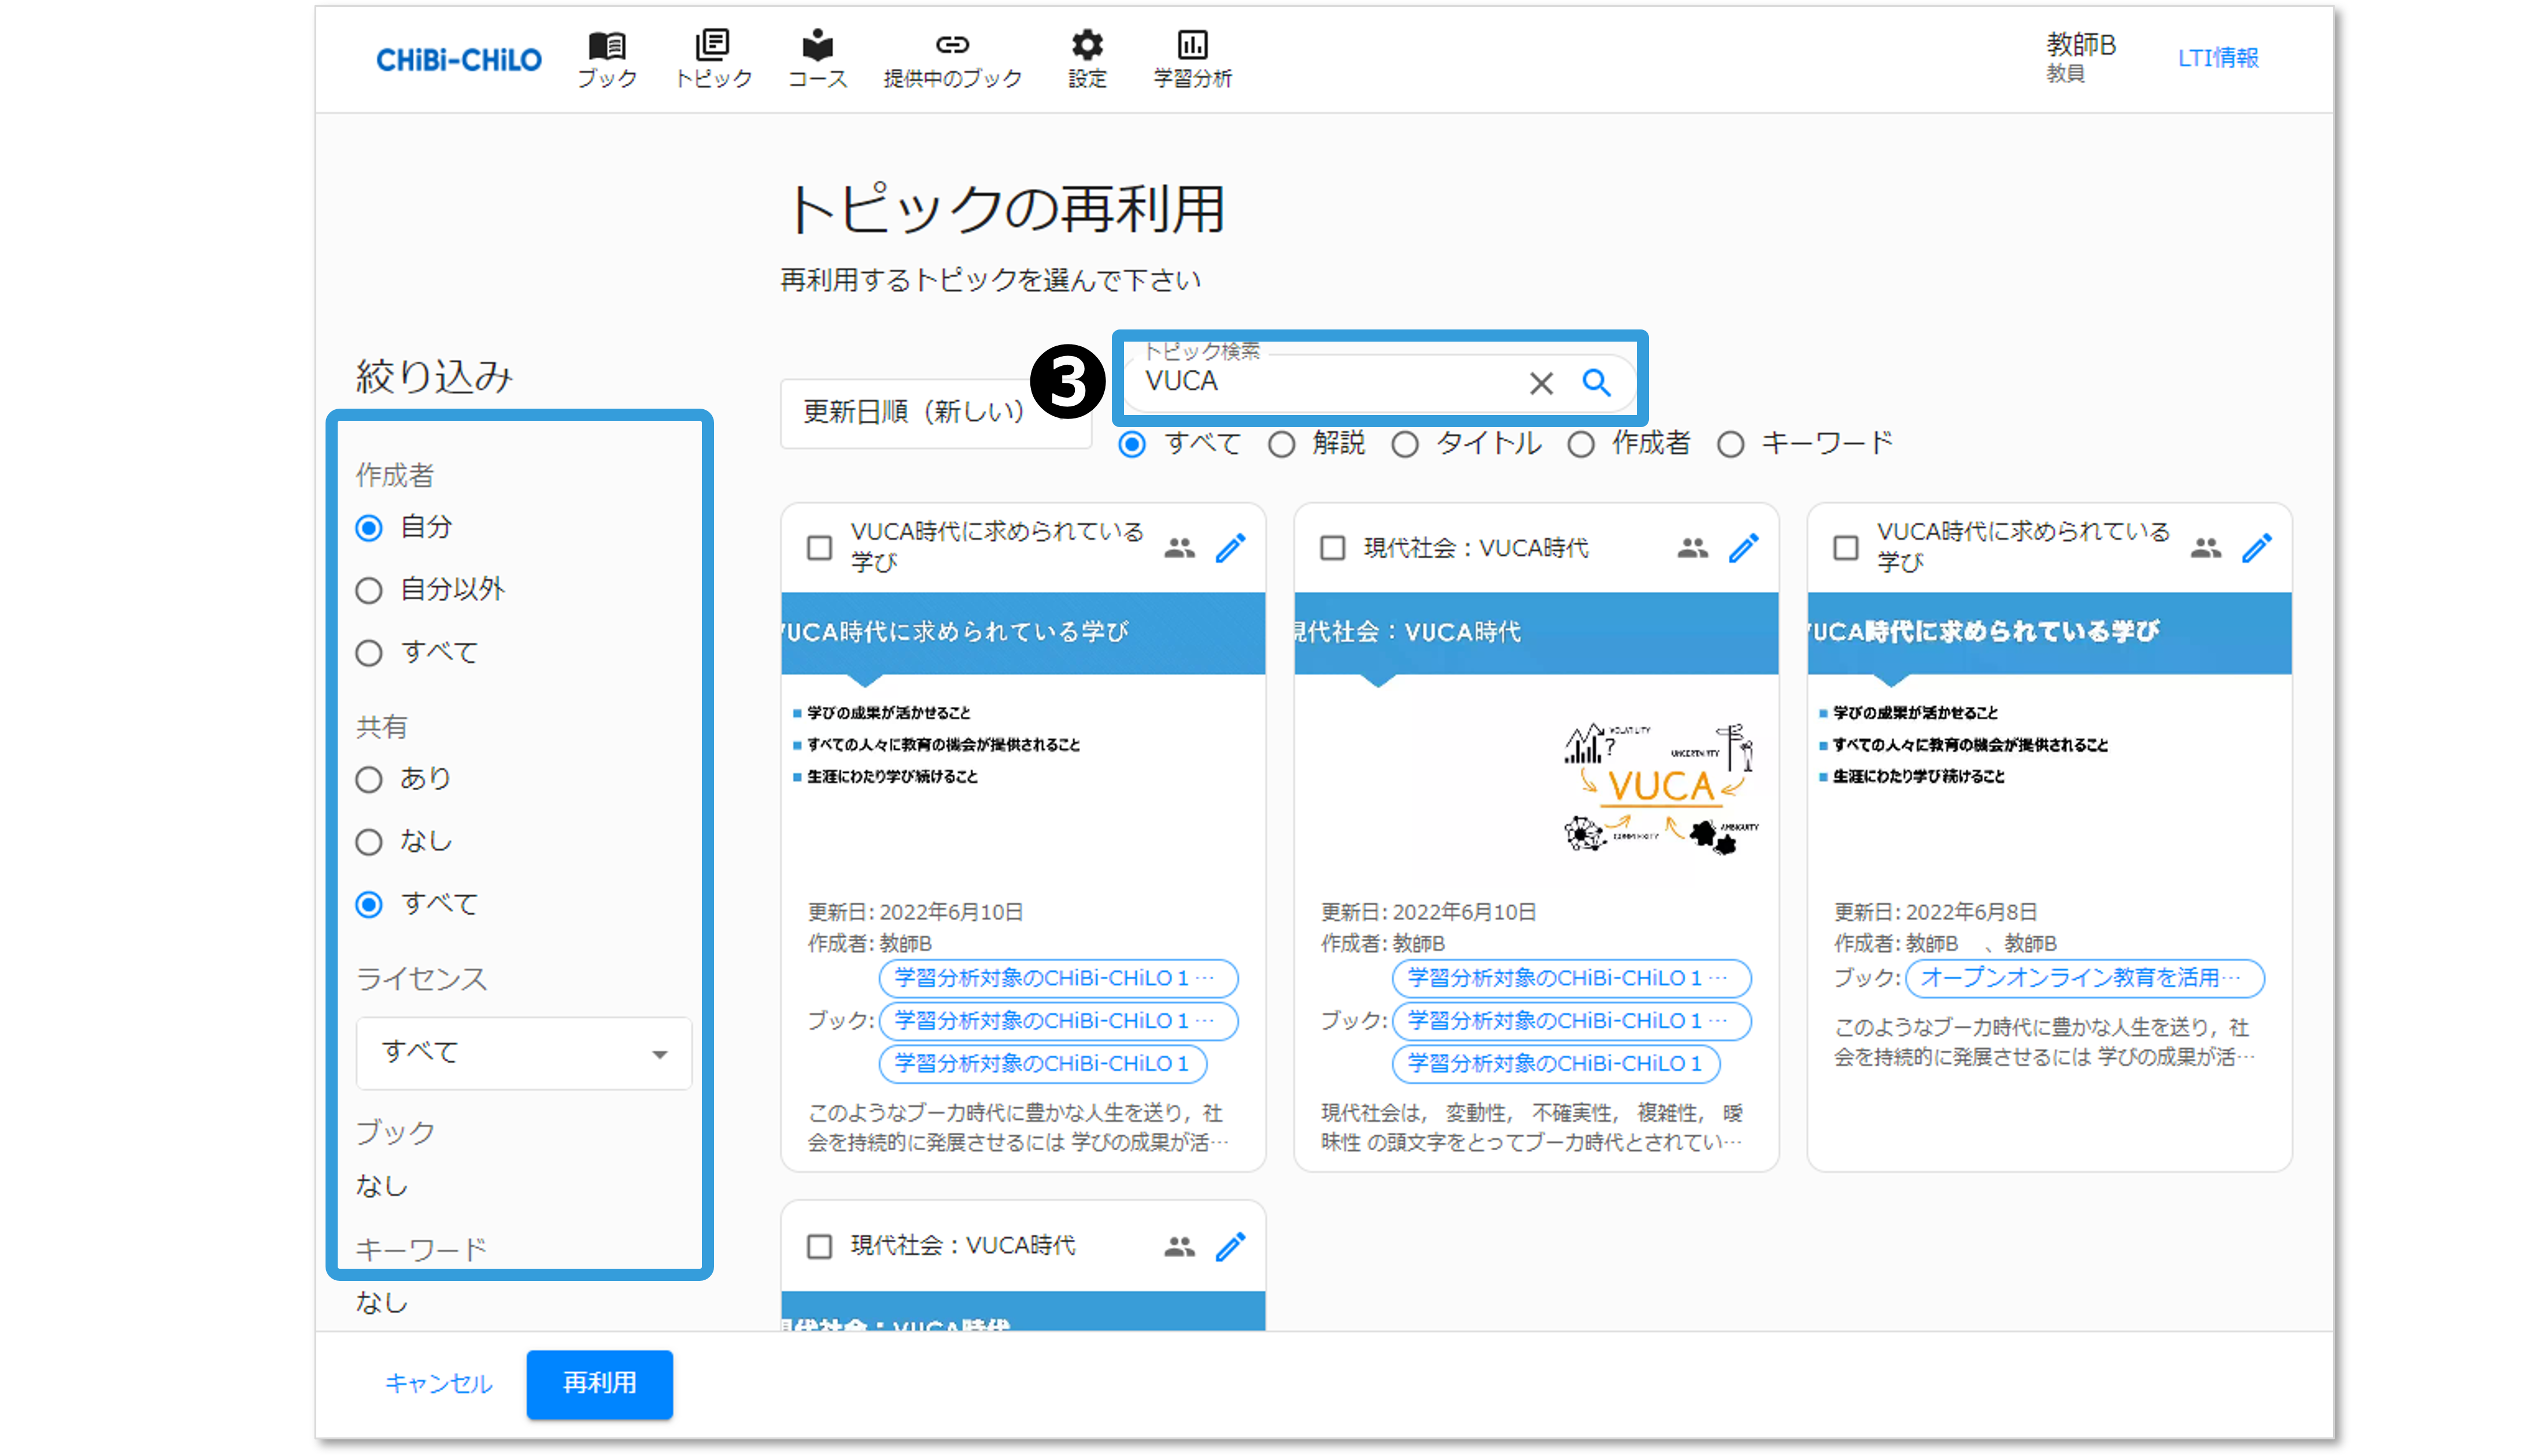 CHiBi-CHiLO
ブック
トピック
コース
提供中のブック
設定
学習分析
教師B
教員
LTI情報
トピックの再利用
再利用するトピックを選んで下さい
絞り込み
作成者
自分
自分以外
すべて
共有
あり
なし
すべて
ライセンス
すべて
ブック
なし
キーワード
なし
更新日順（新しい）
3
トピック検索
VUCA
すべて
解説
タイトル
作成者
キーワード
VUCA時代に求められている
学び
VUCA時代に求められている学び
学びの成果が活かせること
すべての人々に教育の機会が提供されること
生涯にわたり学び続けること
更新日: 2022年6月10日
作成者: 教師B
ブック:
学習分析対象のCHiBi-CHiLO 1 …
学習分析対象のCHiBi-CHiLO 1 …
学習分析対象のCHiBi-CHiLO 1
このようなブーカ時代に豊かな人生を送り，社
会を持続的に発展させるには 学びの成果が活…
現代社会：VUCA時代
現代社会：VUCA時代
VOLATILITY
?
UNCERTAINTY
VUCA
COMPLEXITY
AMBIGUITY
更新日: 2022年6月10日
作成者: 教師B
ブック:
学習分析対象のCHiBi-CHiLO 1 …
学習分析対象のCHiBi-CHiLO 1 …
学習分析対象のCHiBi-CHiLO 1
現代社会は， 変動性， 不確実性， 複雑性， 曖
昧性 の頭文字をとってブーカ時代とされてい…
VUCA時代に求められている
学び
VUCA時代に求められている学び
学びの成果が活かせること
すべての人々に教育の機会が提供されること
生涯にわたり学び続けること
更新日: 2022年6月8日
作成者: 教師B 、教師B
ブック: オープンオンライン教育を活用…
このようなブーカ時代に豊かな人生を送り，社
会を持続的に発展させるには 学びの成果が活…
現代社会：VUCA時代
現代社会：VUCA時代
キャンセル
再利用